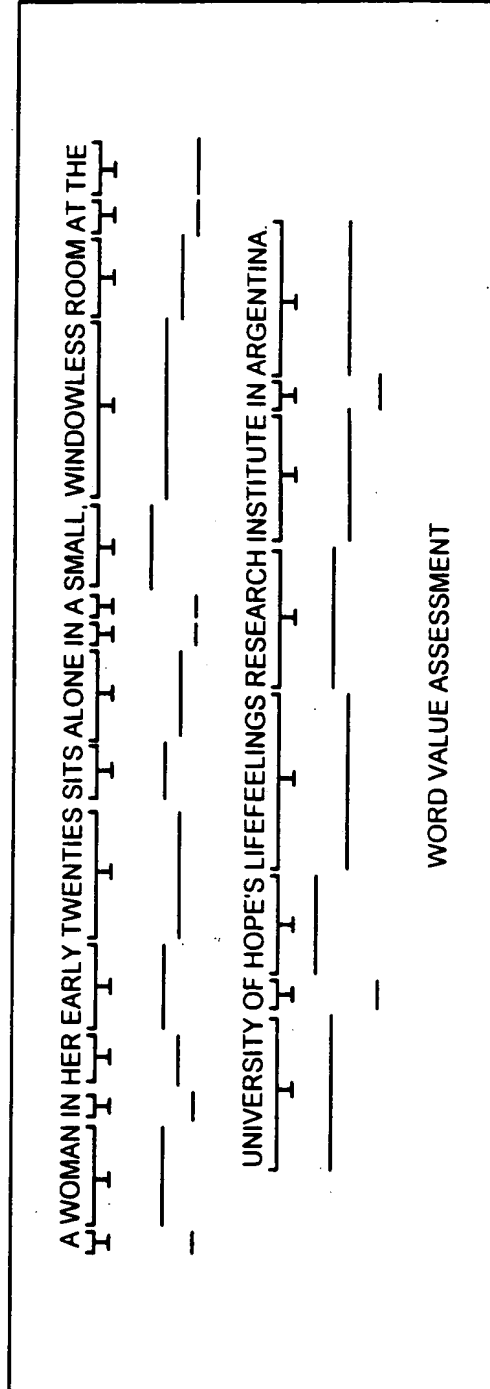 A WOMAN IN HER EARLY TWENTIES SITS ALONE IN A SMALL, WINDOWLESS ROOM AT THE
UNIVERSITY OF HOPE'S LIFEFEELINGS RESEARCH INSTITUTE IN ARGENTINA.
WORD VALUE ASSESSMENT